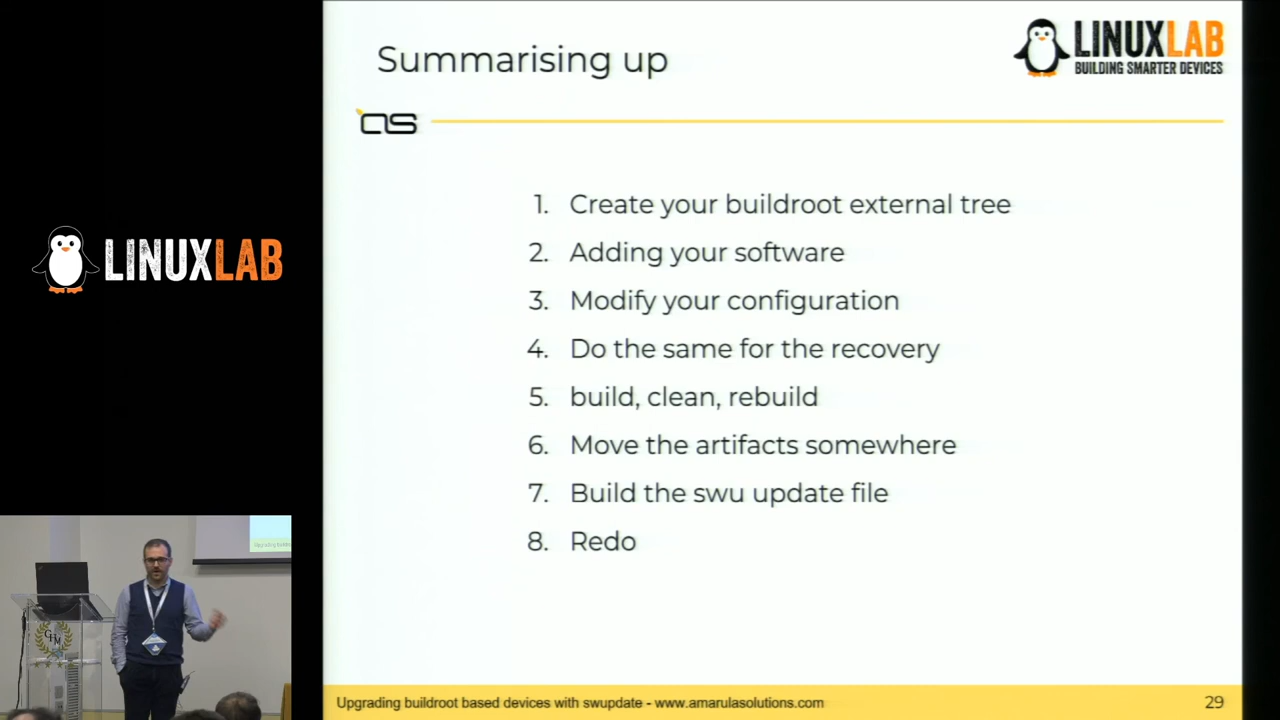 Summarising up
LINUXLAB
BUILDING SMARTER DEVICES
as
1. Create your buildroot external tree
2. Adding your software
3. Modify your configuration
4. Do the same for the recovery
5. build, clean, rebuild
6. Move the artifacts somewhere
7. Build the swu update file
8. Redo
LINUXLAB
GHM
Upgrading buildroot based devices with swupdate - www.amarulasolutions.com
29